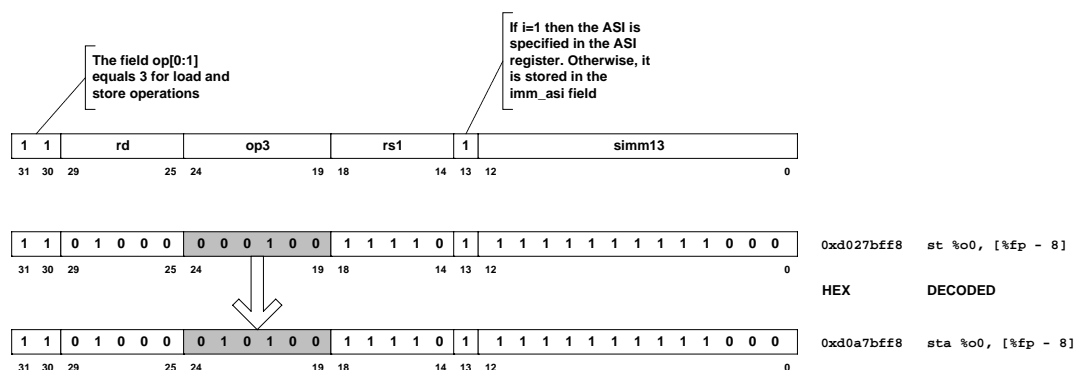 If i=1 then the ASI is
specified in the ASI
register. Otherwise, it
is stored in the
imm_asi field
The field op[0:1]
equals 3 for load and
store operations
1 1 rd op3 rs1 1 simm13
31 30 29 25 24 19 18 14 13 12 0
1 1 0 1 0 0 0 0 0 0 1 0 0 1 1 1 1 0 1 1 1 1 1 1 1 1 1 1 1 0 0 0 0xd027bff8 st %o0, [%fp - 8]
31 30 29 25 24 19 18 14 13 12 0
HEX DECODED
1 1 0 1 0 0 0 0 1 0 1 0 0 1 1 1 1 0 1 1 1 1 1 1 1 1 1 1 1 0 0 0 0xd0a7bff8 sta %o0, [%fp - 8]
31 30 29 25 24 19 18 14 13 12 0